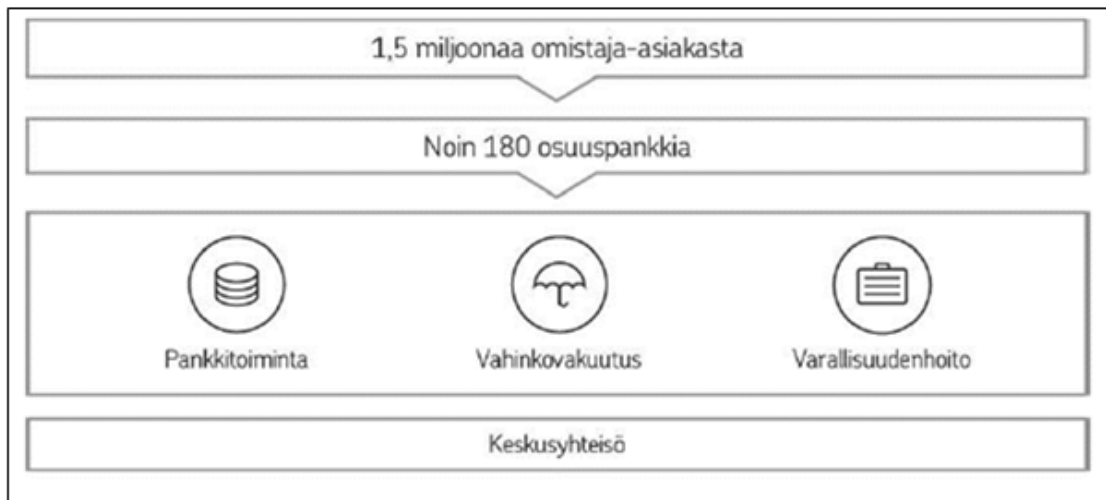 1,5 miljoonaa omistaja-asiakasta
Noin 180 osuuspankkia
Pankkitoiminta
Vahinkovakuutus
Varallisuudenhoito
Keskusyhteisö